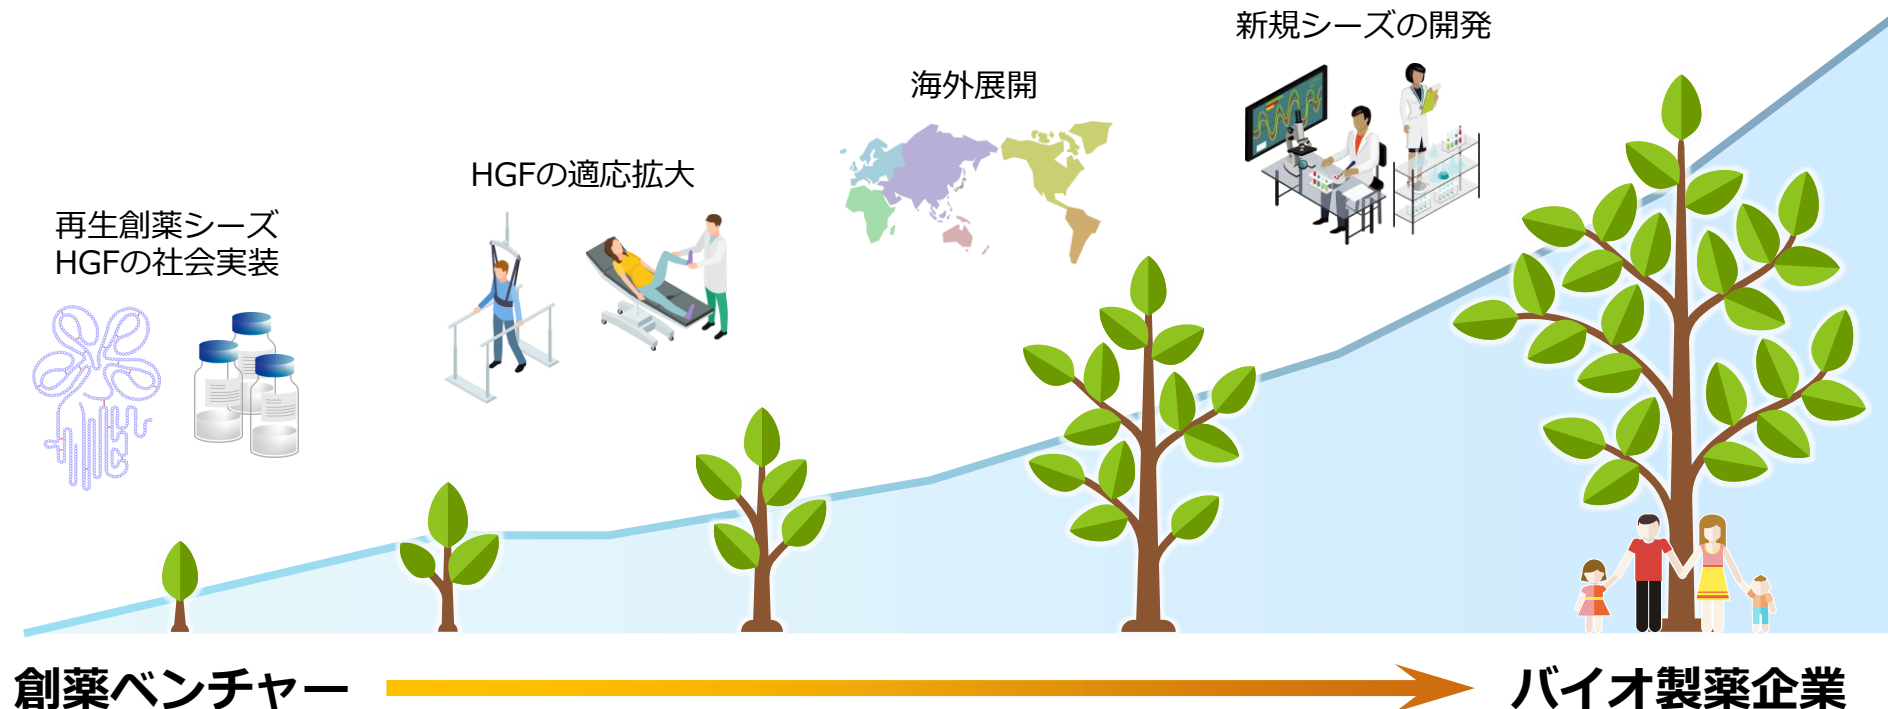 再生創薬シーズ
HGFの社会実装
HGFの適応拡大
海外展開
新規シーズの開発
創薬ベンチャー
バイオ製薬企業